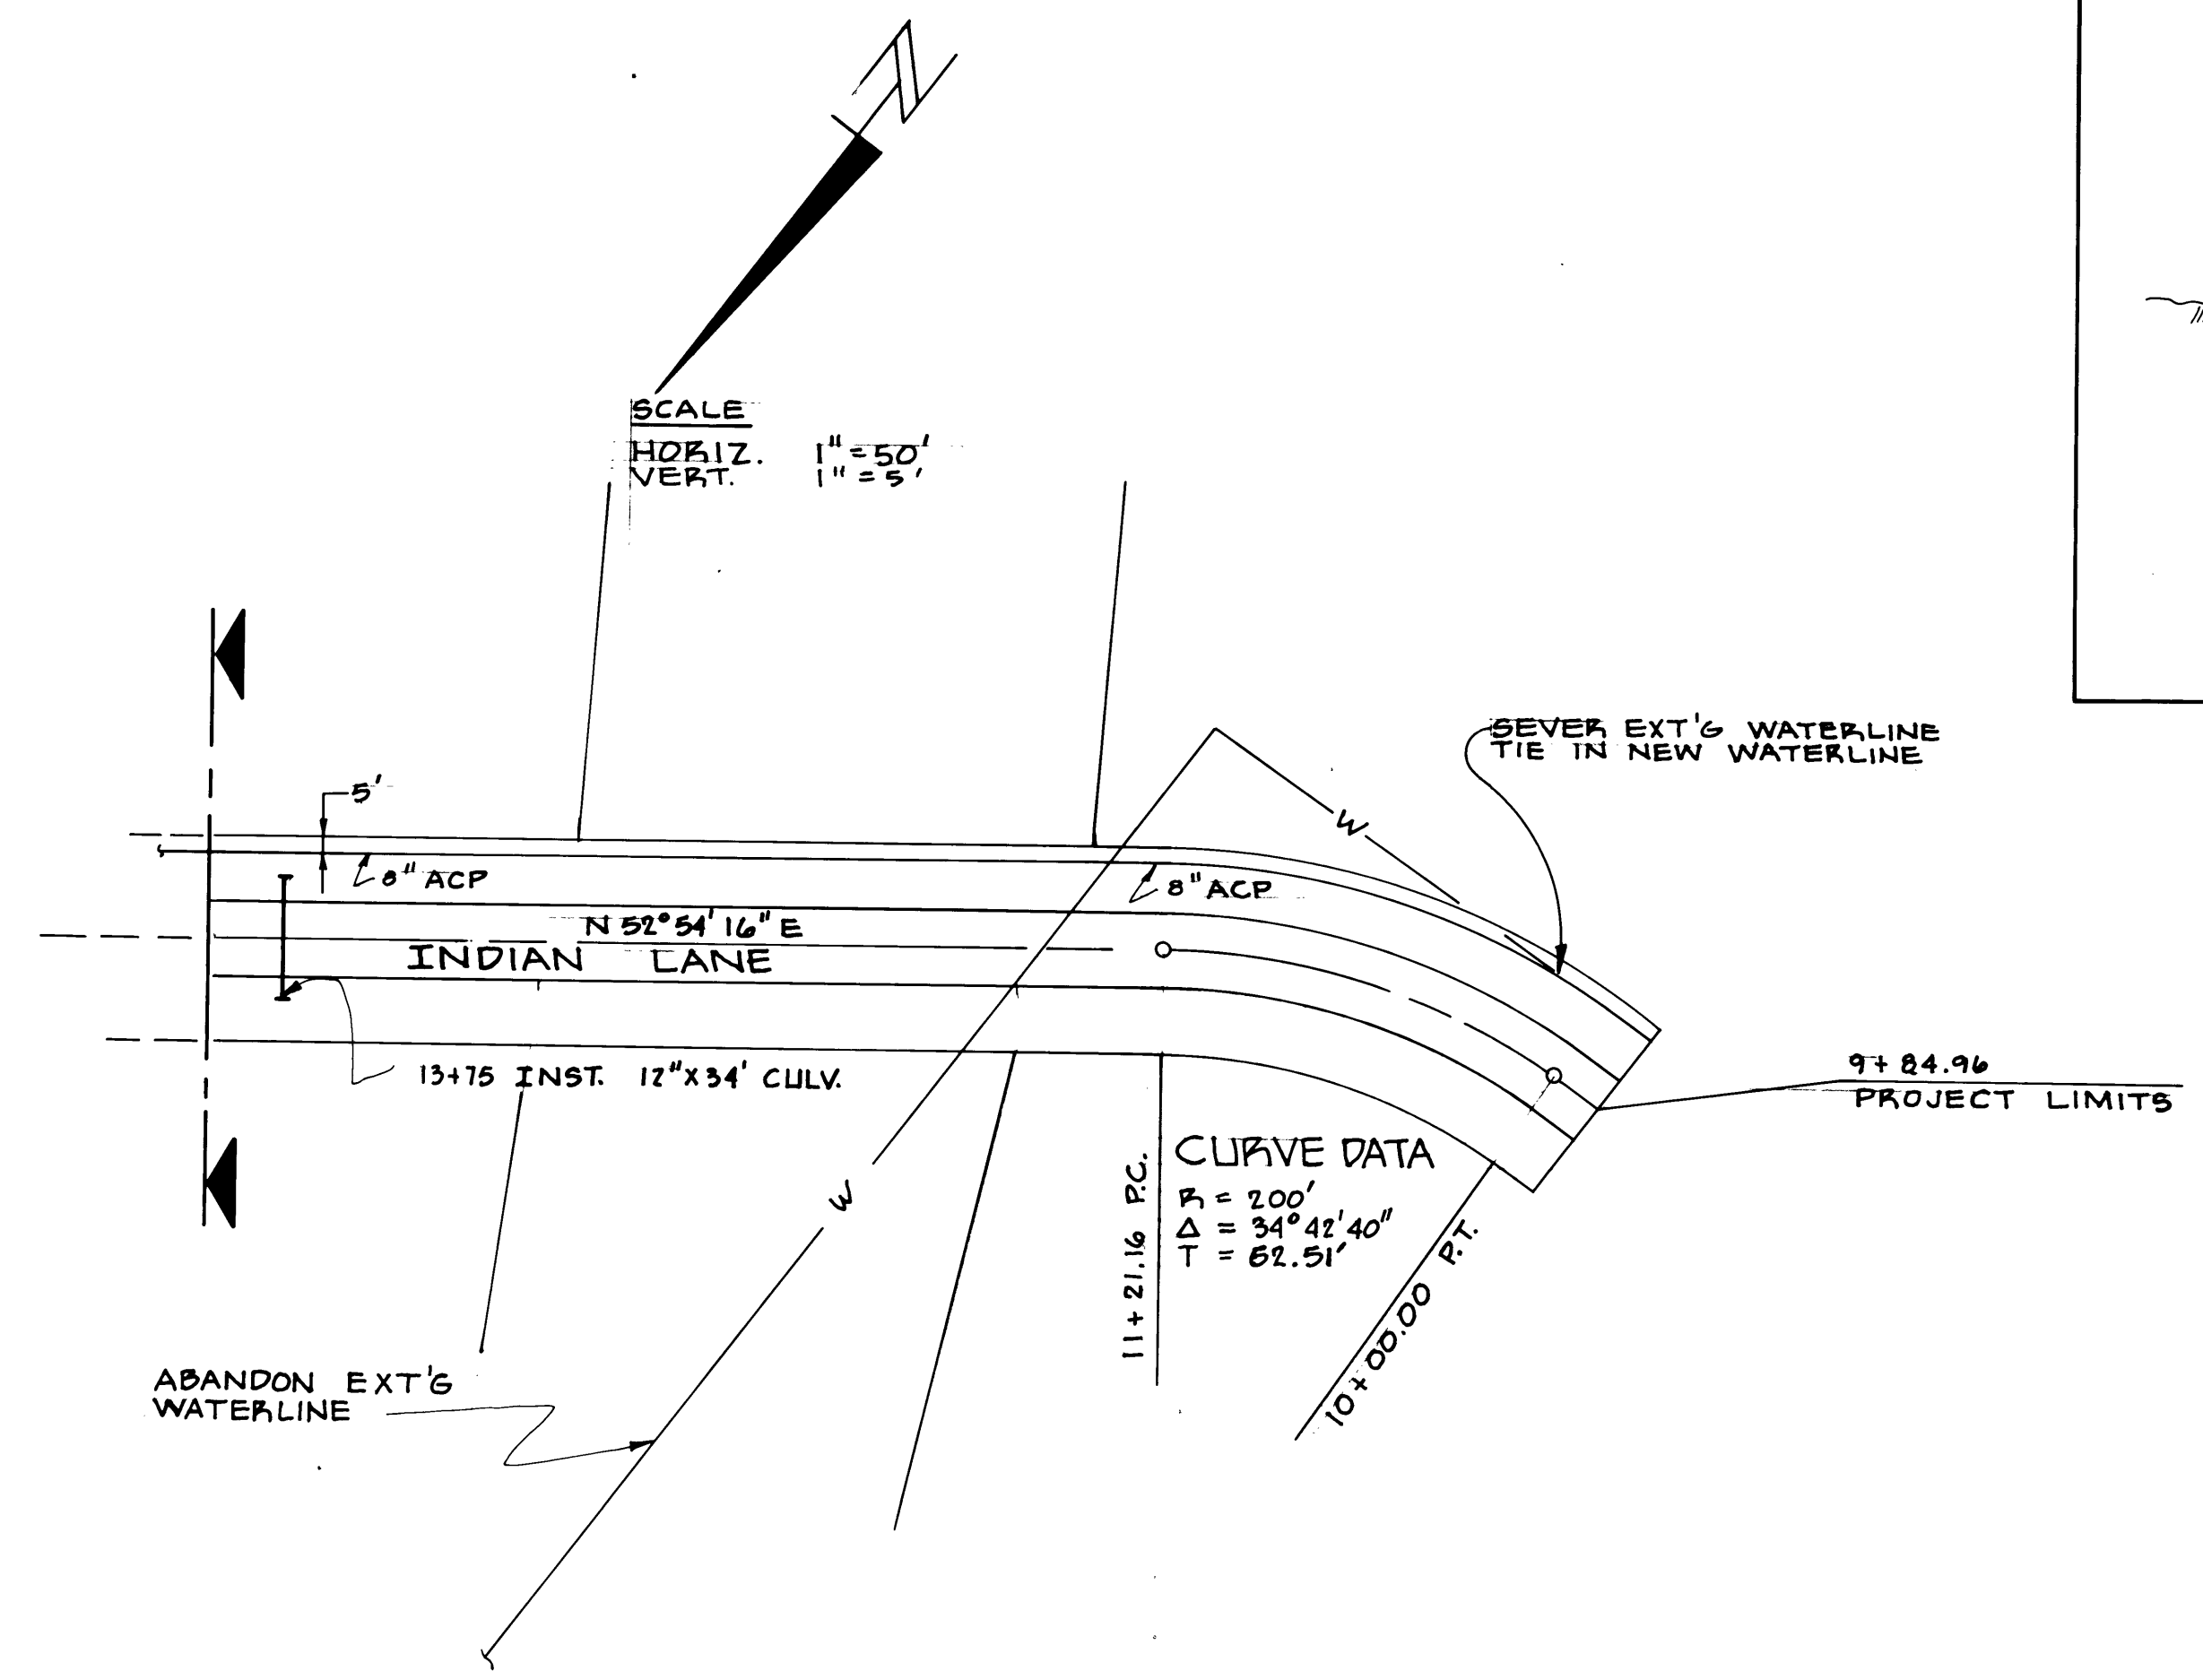 N
SCALE
HORIZ. 1" = 50'
VERT. 1" = 5'
SEVER EXT'G WATERLINE
TIE IN NEW WATERLINE
5'
W
8" ACP
8" ACP
N 52° 54' 16" E
INDIAN LANE
13+75 INST. 12"X34' CULV.
9+84.96
PROJECT LIMITS
CURVE DATA
R = 200'
Δ = 34° 42' 40"
T = 62.51'
11+21.16 P.C.
10+00.00 P.T.
W
ABANDON EXT'G
WATERLINE